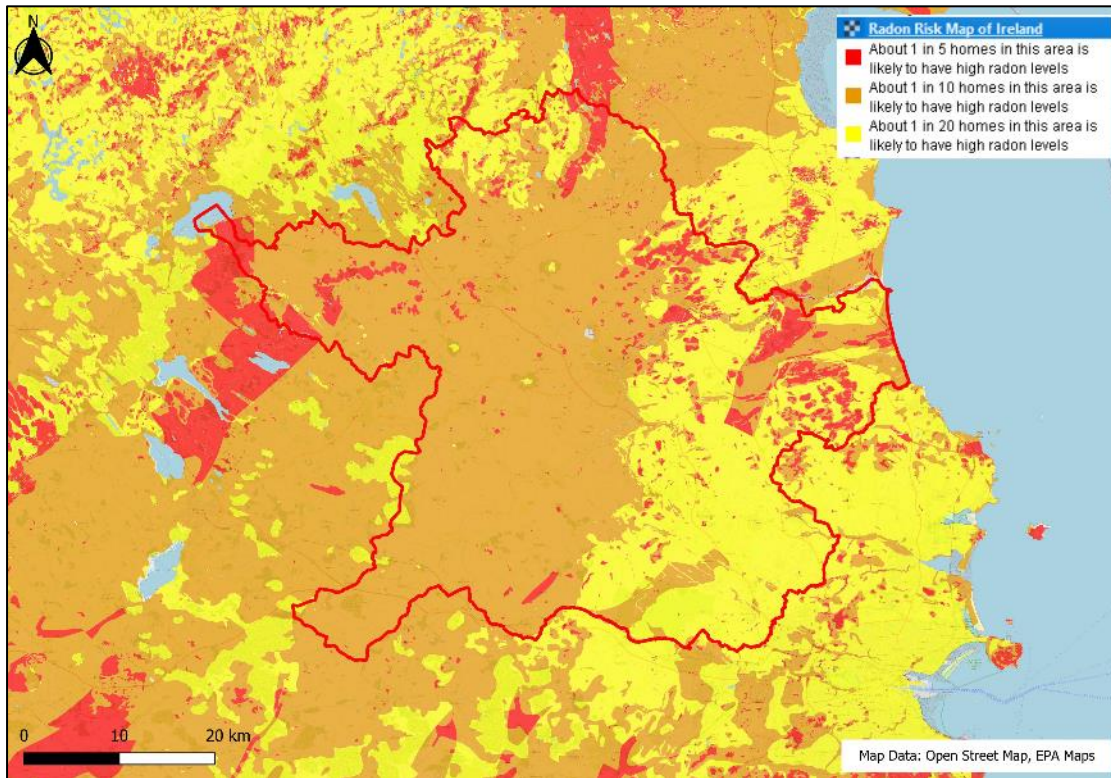 N
Radon Risk Map of Ireland
About 1 in 5 homes in this area is
likely to have high radon levels
About 1 in 10 homes in this area is
likely to have high radon levels
About 1 in 20 homes in this area is
likely to have high radon levels
0 10 20 km
Map Data: Open Street Map, EPA Maps